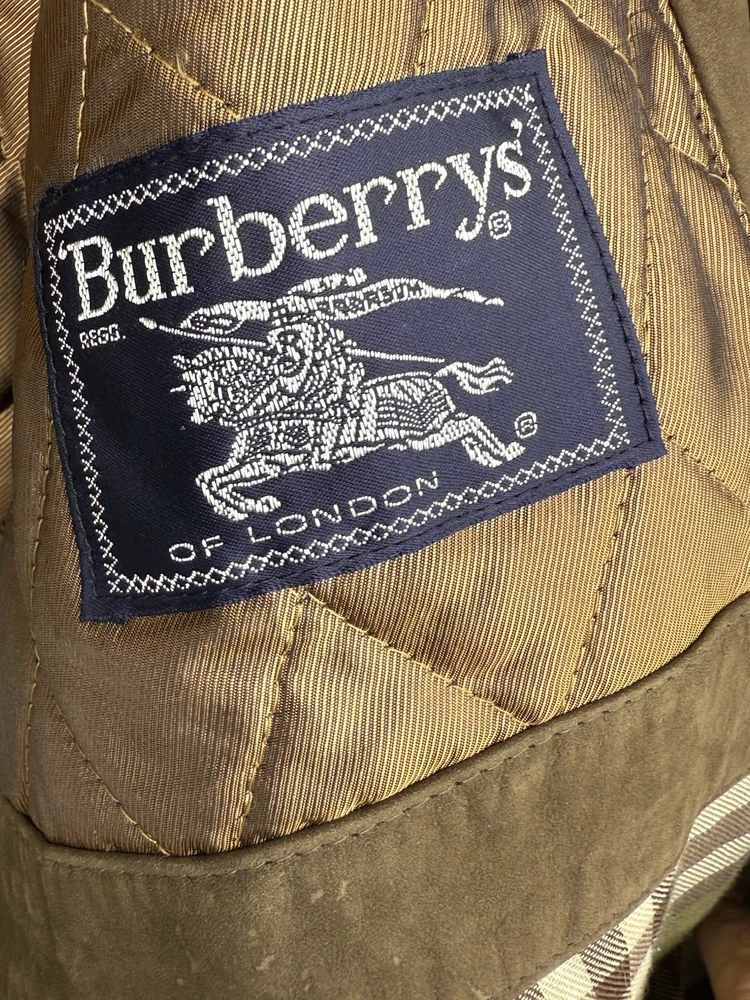 'Burberrys'®
REGD.
PRORSUM
®
OF LONDON